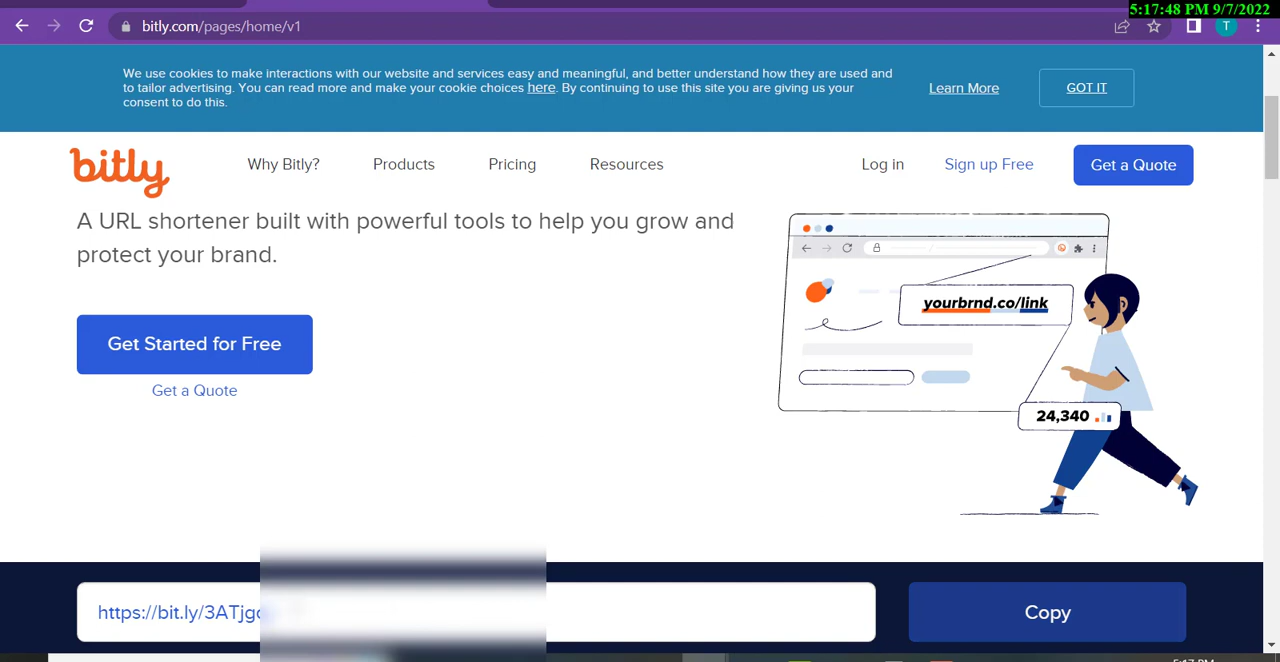 5:17:48 PM 9/7/2022
bitly.com/pages/home/v1
T
We use cookies to make interactions with our website and services easy and meaningful, and better understand how they are used and
to tailor advertising. You can read more and make your cookie choices here. By continuing to use this site you are giving us your
consent to do this.
Learn More
GOT IT
bitly
Why Bitly?
Products
Pricing
Resources
Log in
Sign up Free
Get a Quote
A URL shortener built with powerful tools to help you grow and
protect your brand.
yourbrnd.co/link
Get Started for Free
Get a Quote
24,340
Copy